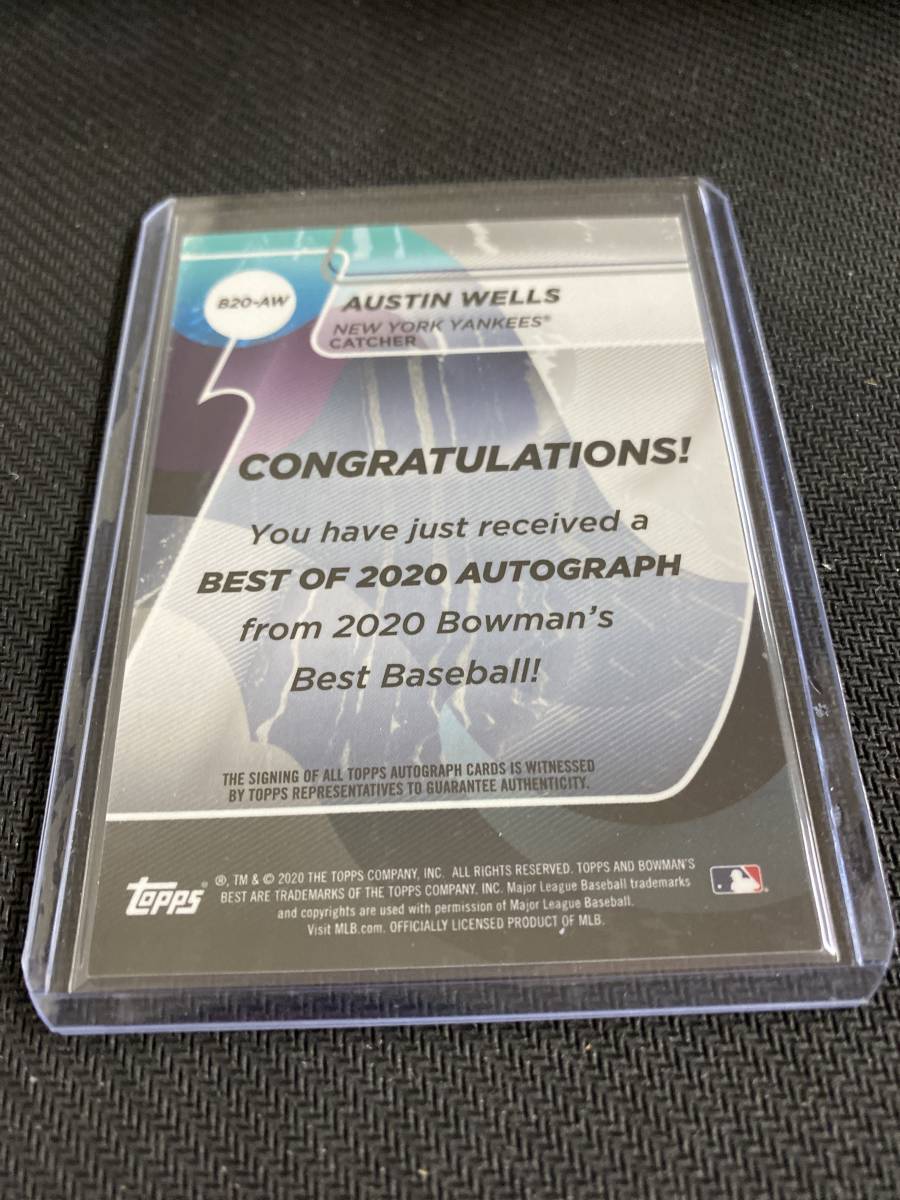 B20-AW
AUSTIN WELLS
NEW YORK YANKEES®
CATCHER
CONGRATULATIONS!
You have just received a
BEST OF 2020 AUTOGRAPH
from 2020 Bowman's
Best Baseball!
THE SIGNING OF ALL TOPPS AUTOGRAPH CARDS IS WITNESSED
BY TOPPS REPRESENTATIVES TO GUARANTEE AUTHENTICITY.
topps®
®, TM & © 2020 THE TOPPS COMPANY, INC. ALL RIGHTS RESERVED. TOPPS AND BOWMAN'S
BEST ARE TRADEMARKS OF THE TOPPS COMPANY, INC. Major League Baseball trademarks
and copyrights are used with permission of Major League Baseball.
Visit MLB.com. OFFICIALLY LICENSED PRODUCT OF MLB.